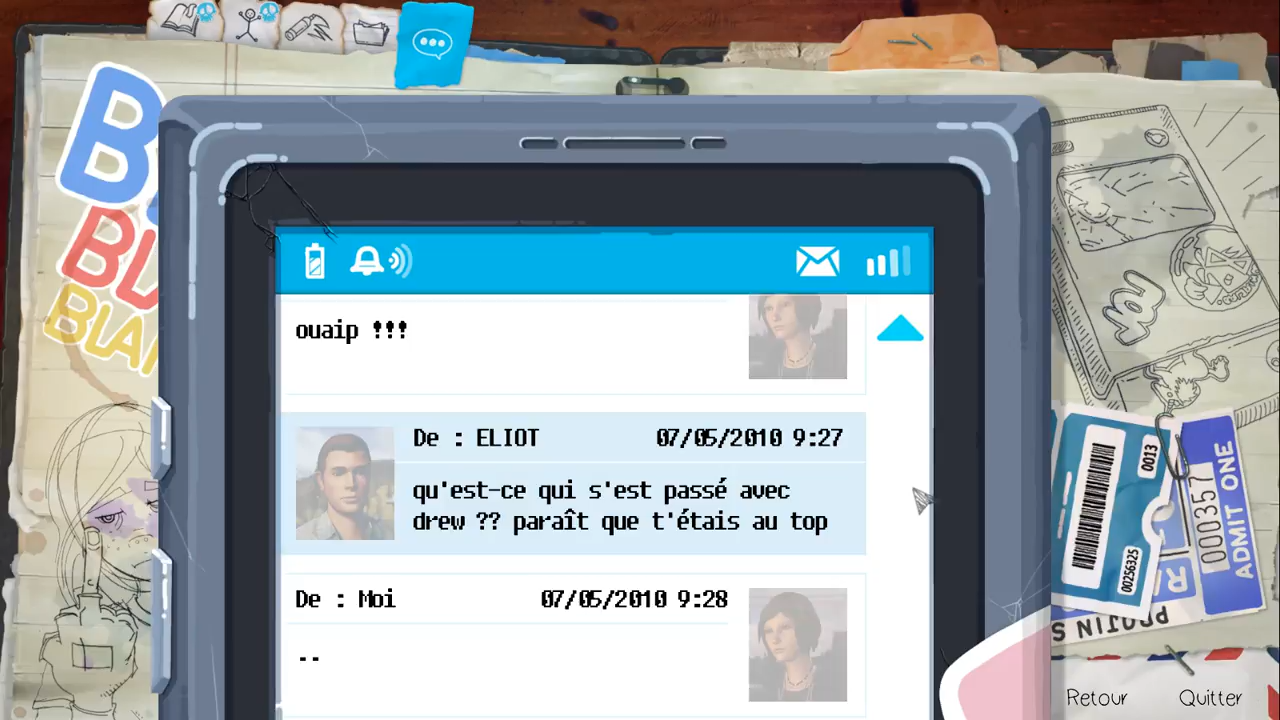 ouaip !!!
De : ELIOT 07/05/2010 9:27
qu'est-ce qui s'est passé avec
drew ?? paraît que t'étais au top
De : Moi 07/05/2010 9:28
--
0013
00256325
000357
ADMIT ONE
Retour Quitter